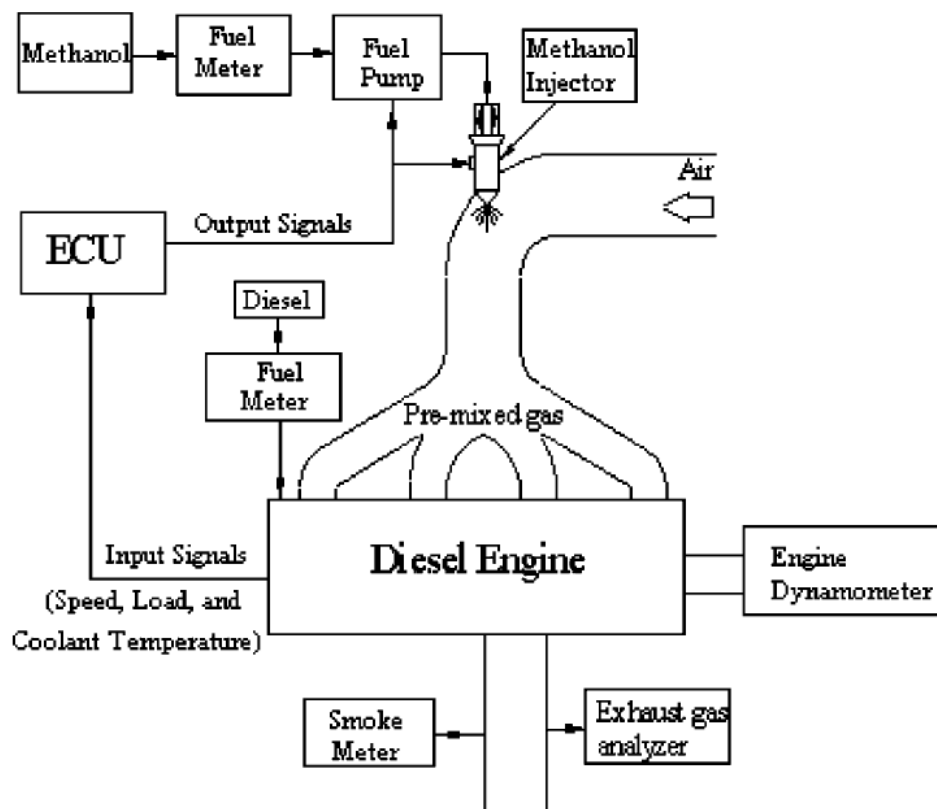 Methanol
Fuel
Meter
Fuel
Pump
Methanol
Injector
Air
Output Signals
ECU
Diesel
Fuel
Meter
Pre-mixed gas
Input Signals
(Speed, Load, and
Coolant Temperature)
Diesel Engine
Engine
Dynamometer
Smoke
Meter
Exhaust gas
analyzer